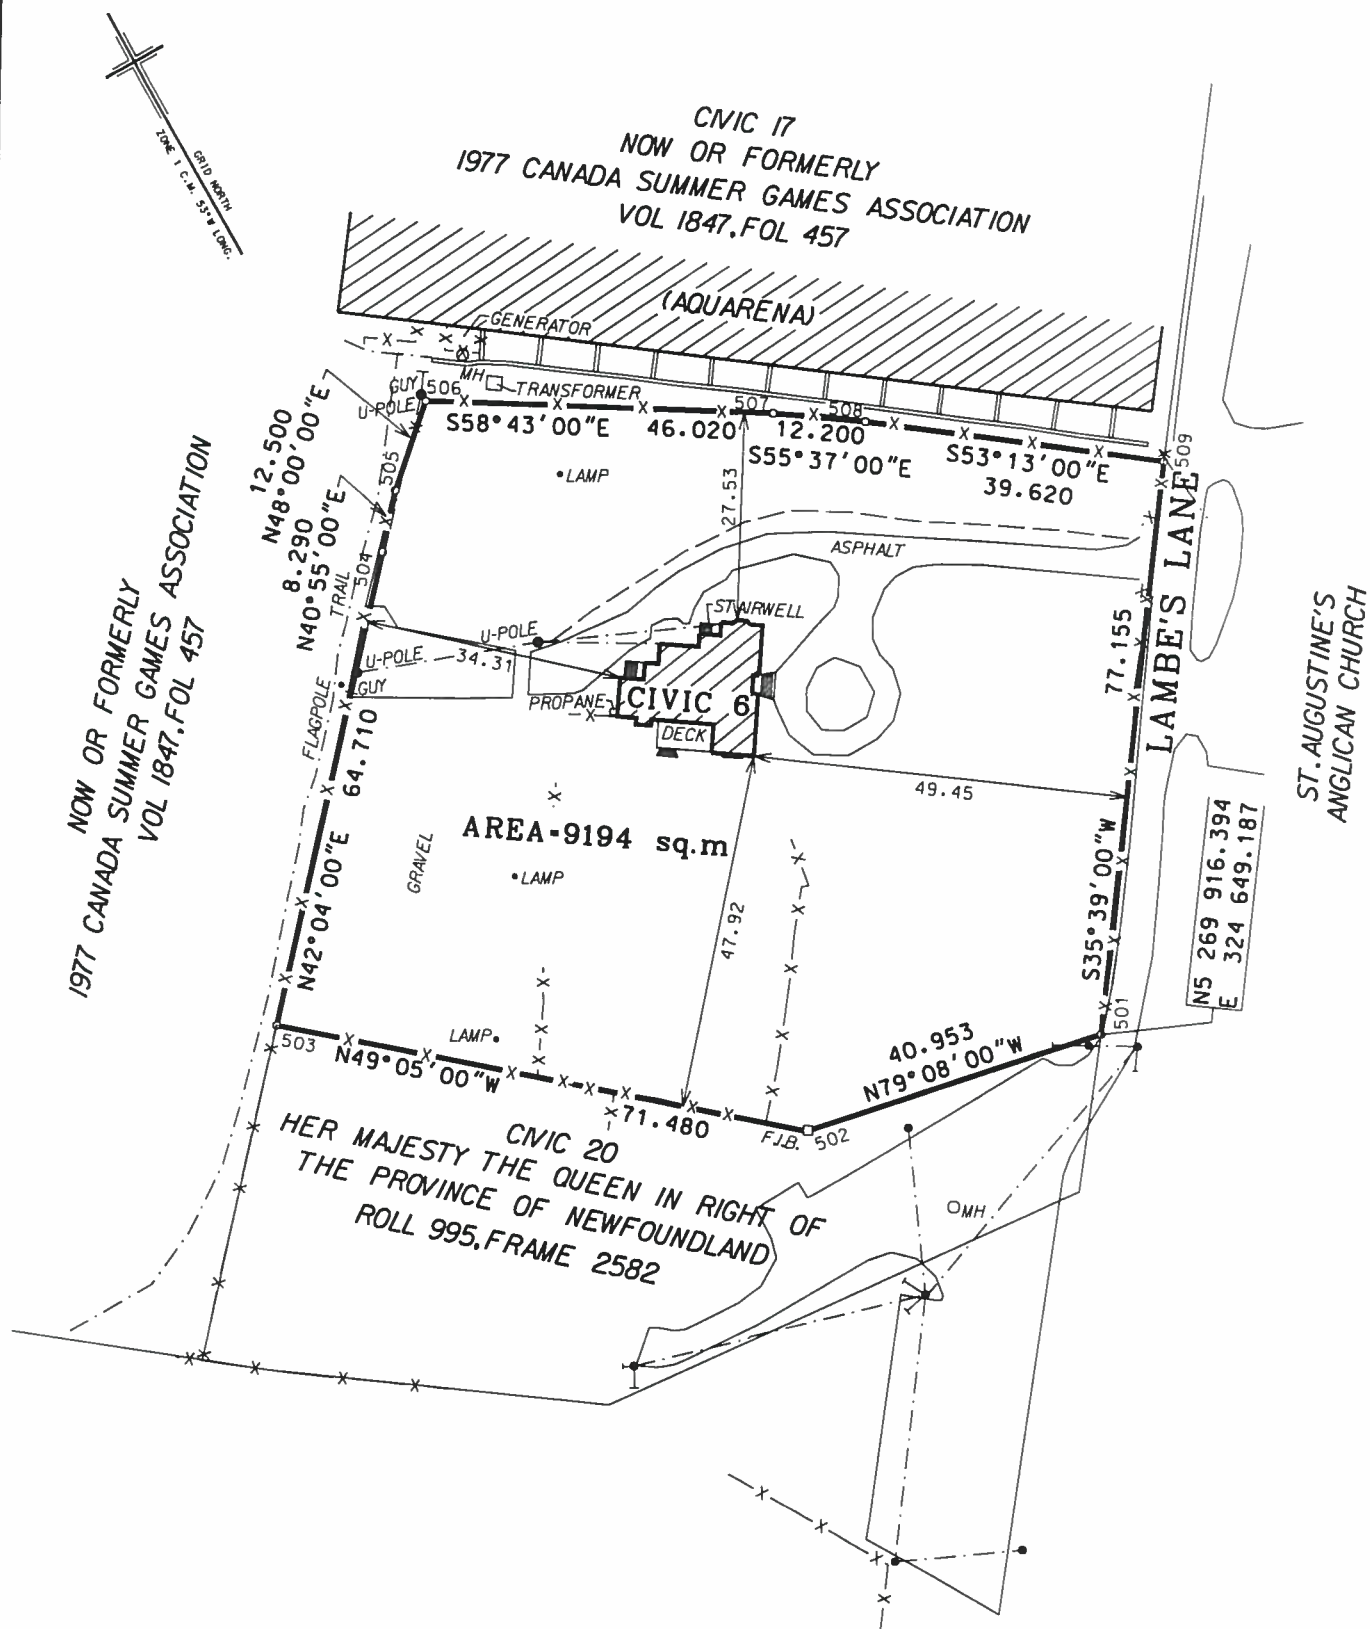 GRID NORTH
ZONE 1 C.M. 53°W LONG.
CIVIC 17
NOW OR FORMERLY
1977 CANADA SUMMER GAMES ASSOCIATION
VOL 1847,FOL 457
(AQUARENA)
GENERATOR
MH
TRANSFORMER
GUY
506
U-POLE
S58°43'00"E 46.020
507
12.200
S55°37'00"E
508
S53°13'00"E
39.620
509
12.500
N48°00'00"E
8.290
N40°55'00"E
505
504
LAMP
27.53
ASPHALT
STAIRWELL
U-POLE
34.31
U-POLE
GUY
TRAIL
FLAGPOLE
PROPANE
CIVIC 6
DECK
77.155
LAMBE'S LANE
ST.AUGUSTINE'S
ANGLICAN CHURCH
NOW OR FORMERLY
1977 CANADA SUMMER GAMES ASSOCIATION
VOL 1847,FOL 457
64.710
N42°04'00"E
49.45
AREA=9194 sq.m
GRAVEL
LAMP
47.92
S35°39'00"W
N5 269 916.394
E 324 649.187
501
503
LAMP
N49°05'00"W
71.480
F.I.B.
502
40.953
N79°08'00"W
CIVIC 20
HER MAJESTY THE QUEEN IN RIGHT OF
THE PROVINCE OF NEWFOUNDLAND
ROLL 995,FRAME 2582
MH